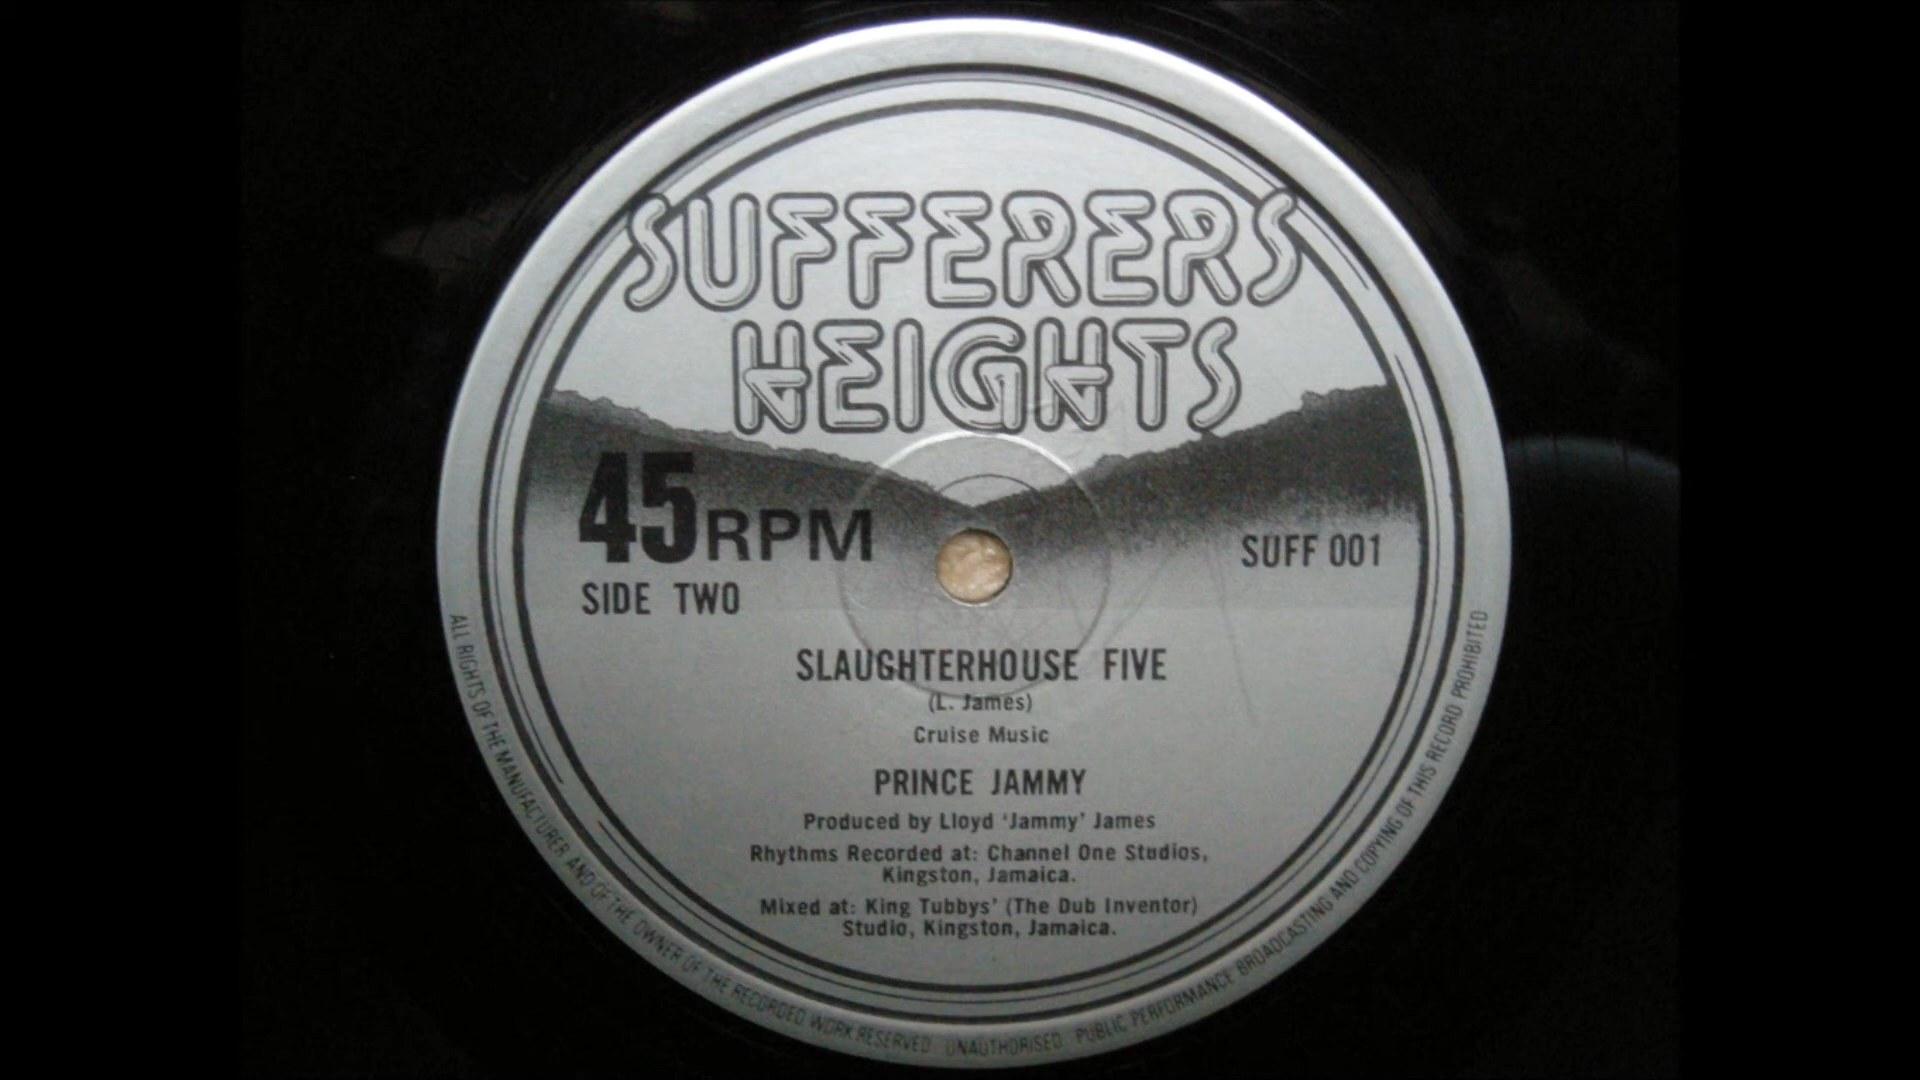 SUFFERERS
HEIGHTS
45 RPM
SIDE TWO
SUFF 001
SLAUGHTERHOUSE FIVE
(L. James)
Cruise Music
PRINCE JAMMY
Produced by Lloyd ‘Jammy’ James
Rhythms Recorded at: Channel One Studios,
Kingston, Jamaica.
Mixed at: King Tubbys’ (The Dub Inventor)
Studio, Kingston, Jamaica.
ALL RIGHTS OF THE MANUFACTURER AND OF THE OWNER OF THE RECORDED WORK RESERVED. UNAUTHORISED PUBLIC PERFORMANCE BROADCASTING AND COPYING OF THIS RECORD PROHIBITED